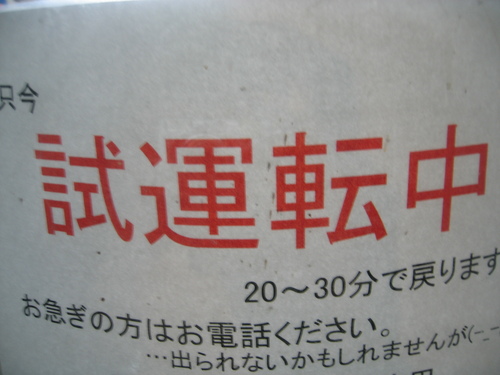 只今
試運転中
20〜30分で戻ります
お急ぎの方はお電話ください。
…出られないかもしれませんが(-_-